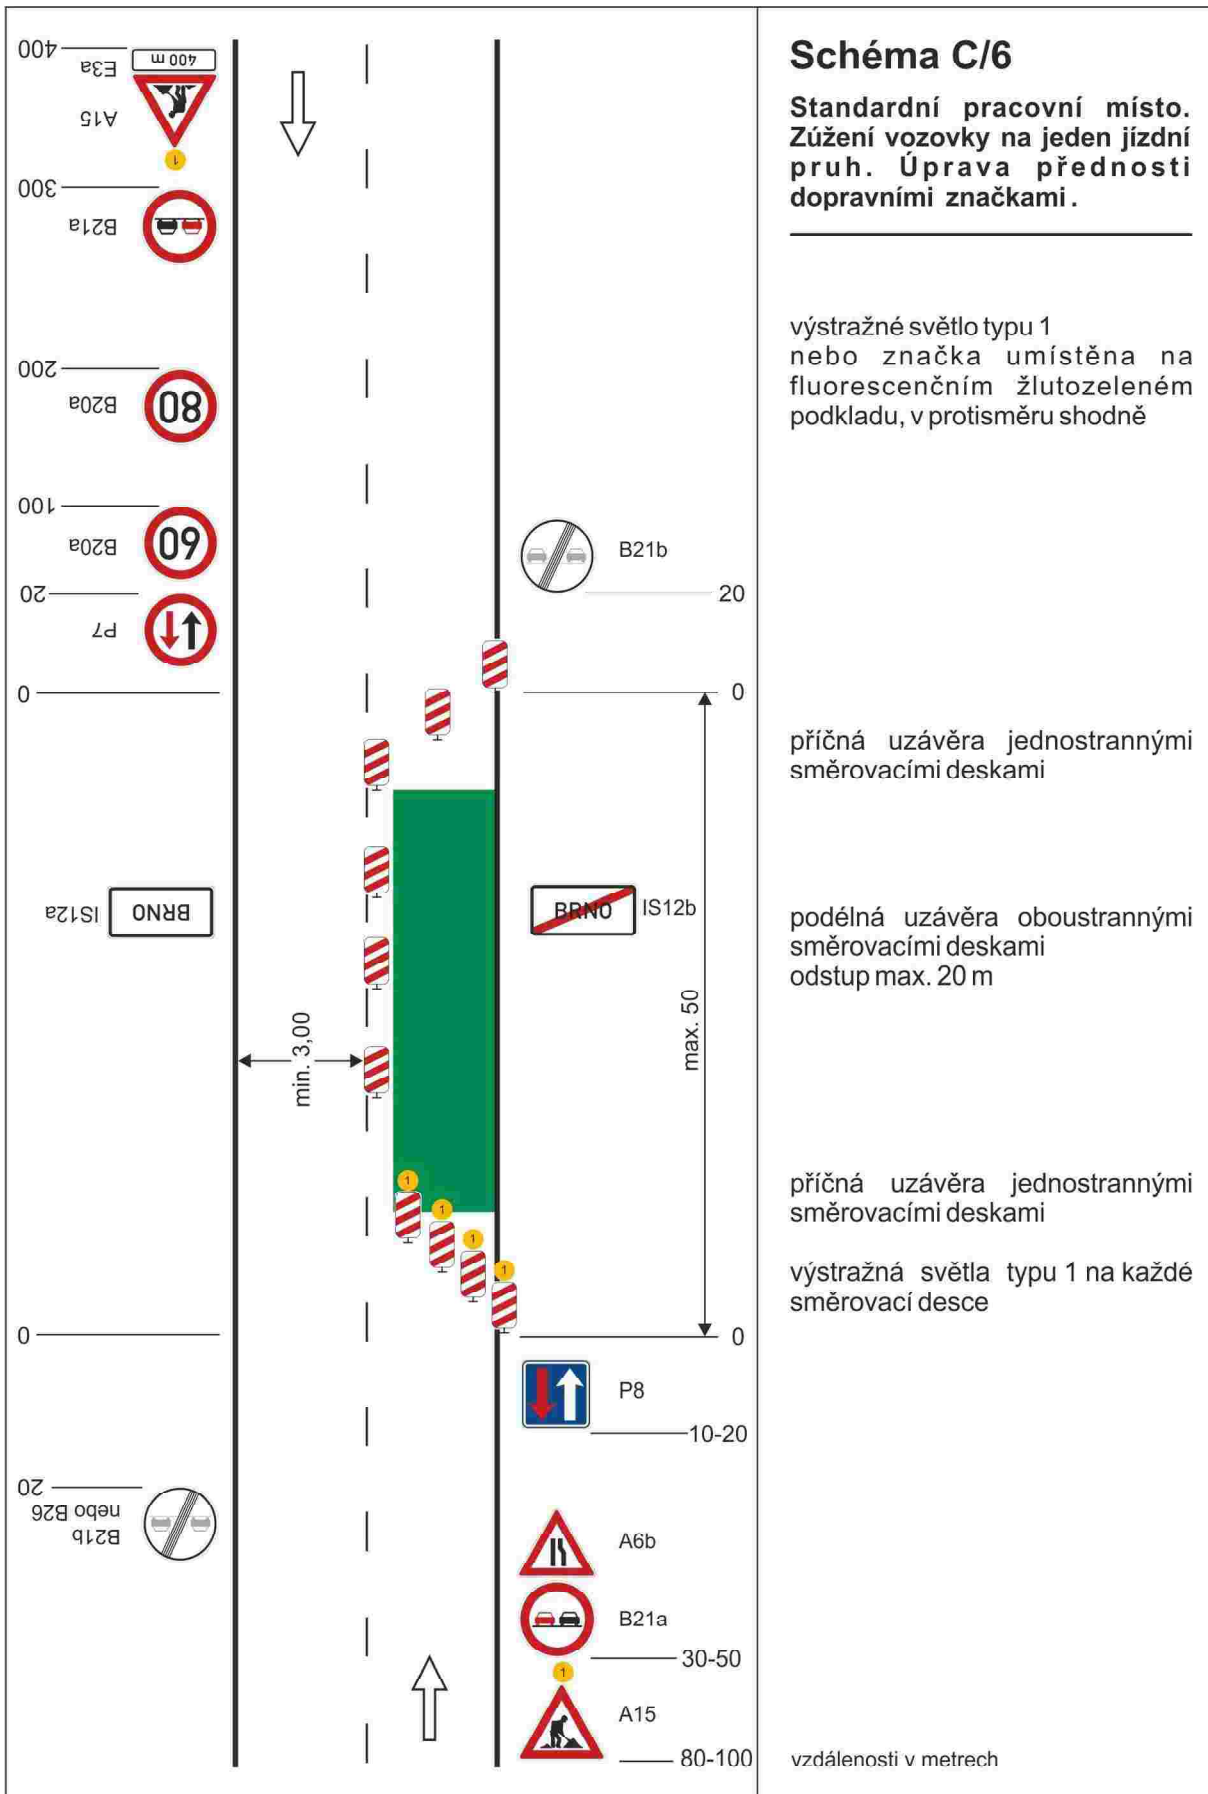 400
400 m
E3a
A15
1
300
B21a
200
80
B20a
100
60
B20a
20
P7
0
BRNO
IS12a
min. 3,00
0
20
B21b
nebo B26
B21b
20
0
BRNO
IS12b
max. 50
1
1
1
1
0
P8
10-20
A6b
B21a
30-50
1
A15
80-100
Schéma C/6
Standardní pracovní místo.
Zúžení vozovky na jeden jízdní
pruh. Úprava přednosti
dopravními značkami.
výstražné světlo typu 1
nebo značka umístěna na
fluorescenčním žlutozeleném
podkladu, v protisměru shodně
příčná uzávěra jednostrannými
směrovacími deskami
podélná uzávěra oboustrannými
směrovacími deskami
odstup max. 20 m
příčná uzávěra jednostrannými
směrovacími deskami
výstražná světla typu 1 na každé
směrovací desce
vzdálenosti v metrech